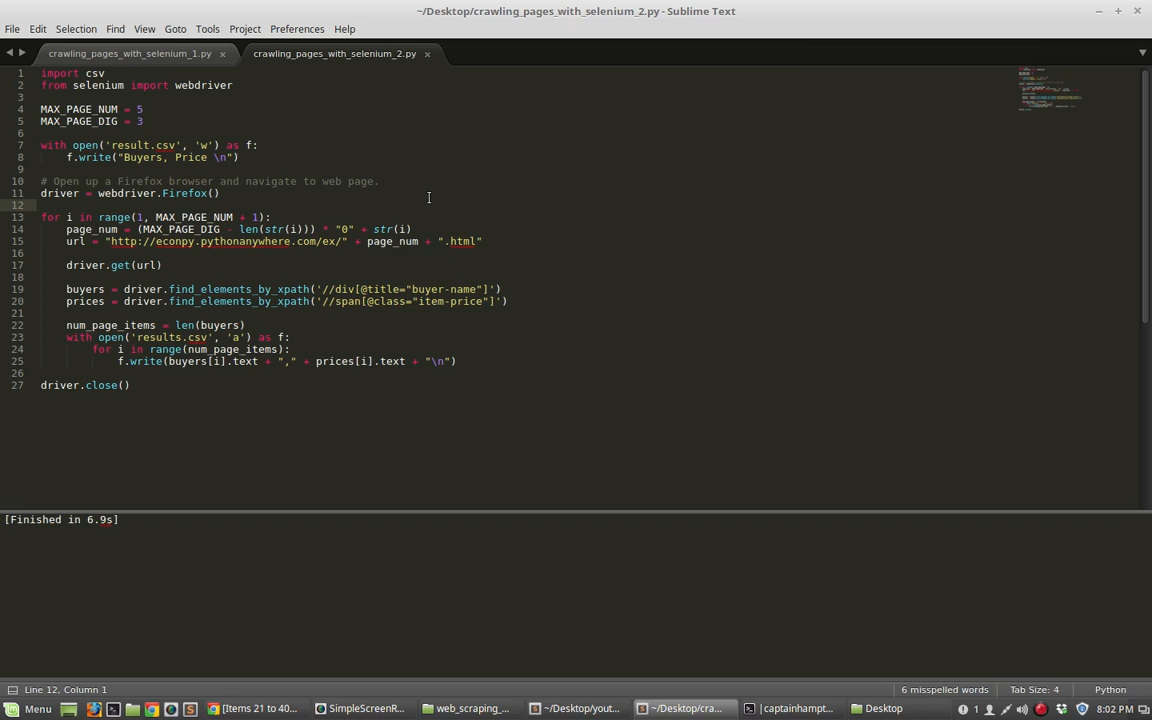 ~/Desktop/crawling_pages_with_selenium_2.py - Sublime Text
File Edit Selection Find View Goto Tools Project Preferences Help
crawling_pages_with_selenium_1.py × crawling_pages_with_selenium_2.py ×
1 import csv
2 from selenium import webdriver
3
4 MAX_PAGE_NUM = 5
5 MAX_PAGE_DIG = 3
6
7 with open('result.csv', 'w') as f:
8     f.write("Buyers, Price \n")
9
10 # Open up a Firefox browser and navigate to web page.
11 driver = webdriver.Firefox()
12
13 for i in range(1, MAX_PAGE_NUM + 1):
14     page_num = (MAX_PAGE_DIG - len(str(i))) * "0" + str(i)
15     url = "http://econpy.pythonanywhere.com/ex/" + page_num + ".html"
16
17     driver.get(url)
18
19     buyers = driver.find_elements_by_xpath('//div[@title="buyer-name"]')
20     prices = driver.find_elements_by_xpath('//span[@class="item-price"]')
21
22     num_page_items = len(buyers)
23     with open('results.csv', 'a') as f:
24         for i in range(num_page_items):
25             f.write(buyers[i].text + "," + prices[i].text + "\n")
26
27 driver.close()
[Finished in 6.9s]
Line 12, Column 1 6 misspelled words Tab Size: 4 Python
Menu [Items 21 to 40... SimpleScreenR... web_scraping_... ~/Desktop/yout... ~/Desktop/cra... |captainhampt... Desktop 1 8:02 PM